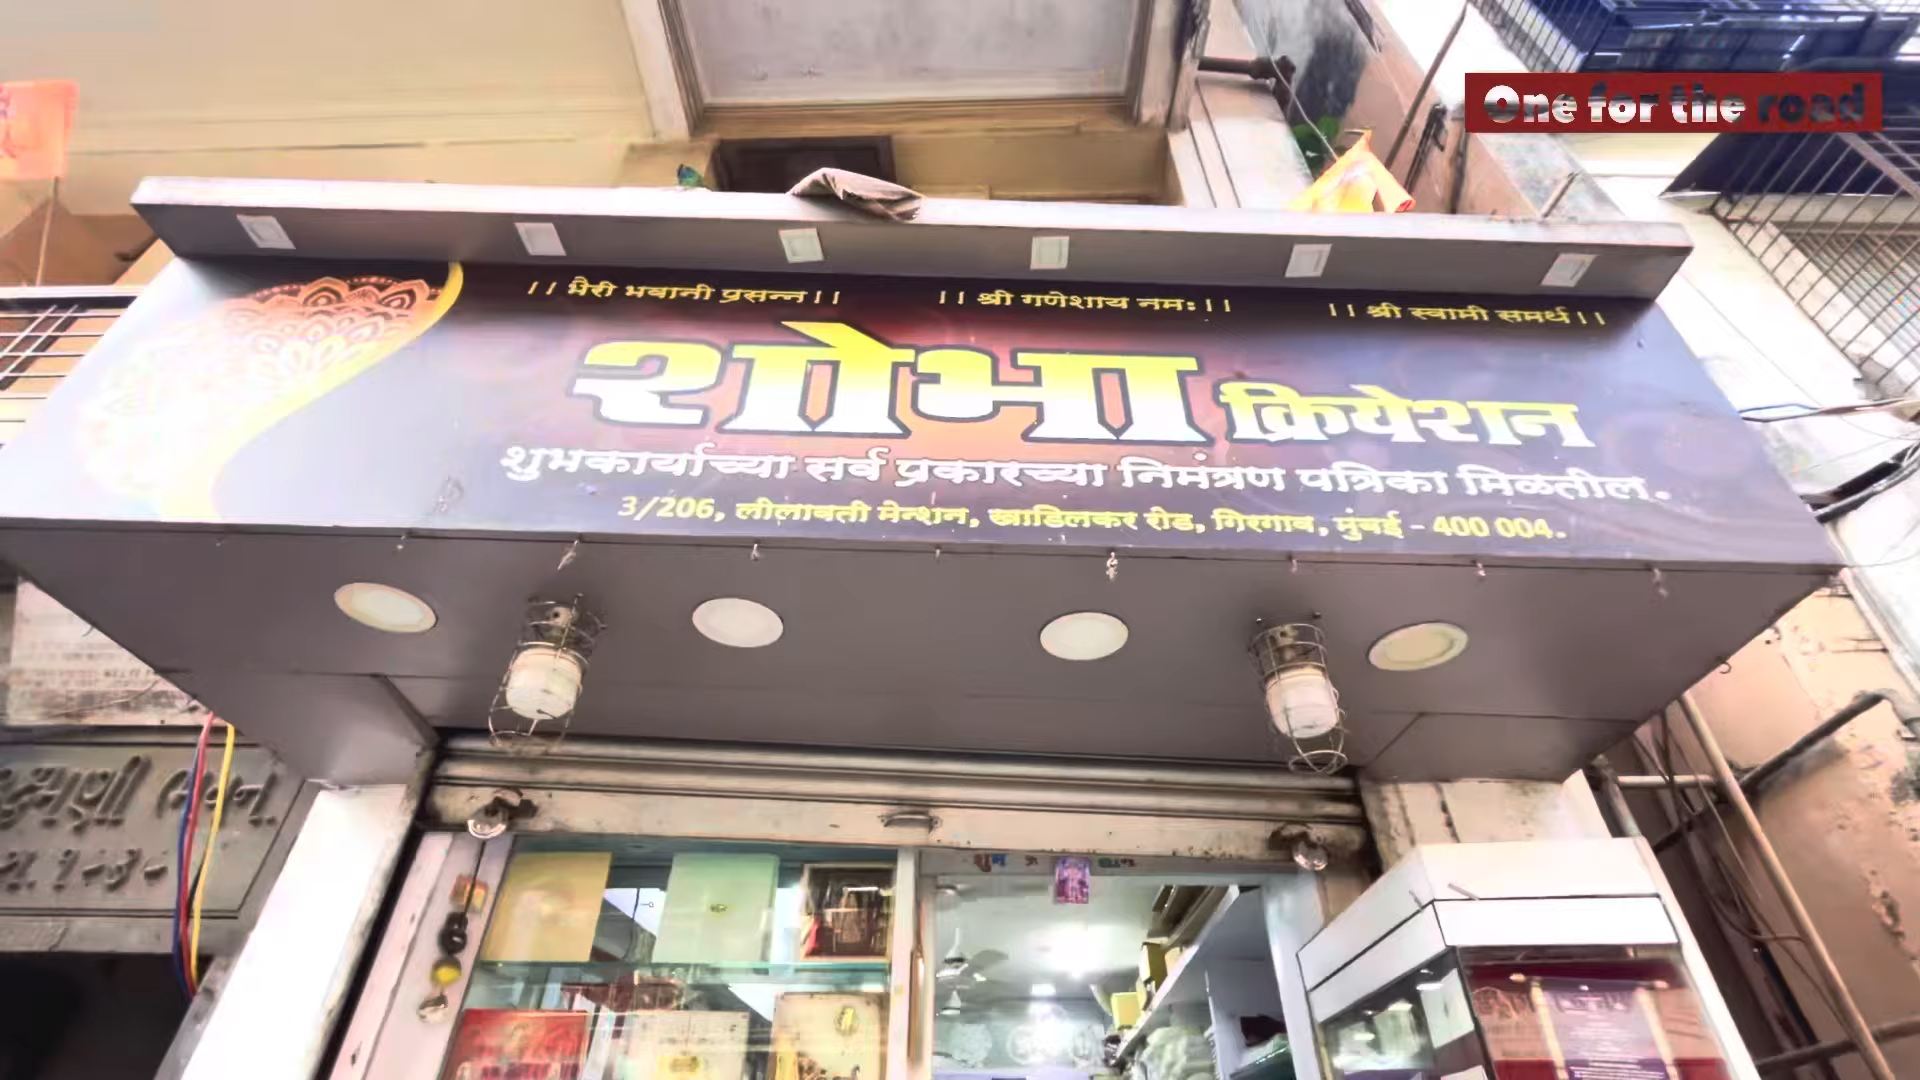 One for the road
।। भैरी भवानी प्रसन्न।। ।। श्री गणेशाय नमः।। ।। श्री स्वामी समर्थ।।
शोभा क्रियेशन
शुभकार्याच्या सर्व प्रकारच्या निमंत्रण पत्रिका मिळतील.
3/206, लीलावती मेन्शन, खाडिलकर रोड, गिरगाव, मुंबई - 400 004.